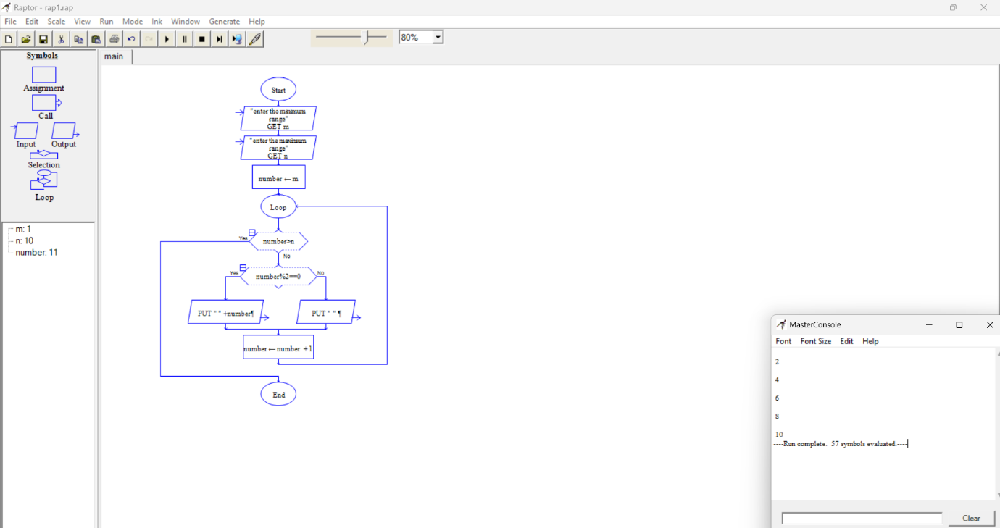 Raptor - rap1.rap
File Edit Scale View Run Mode Ink Window Generate Help
80%
Symbols
Assignment
Call
Input Output
Selection
Loop
m: 1
n: 10
number: 11
main
Start
"enter the minimum
range"
GET m
"enter the maximum
range"
GET n
number ← m
Loop
Yes
number>n
No
Yes
number%2==0
No
PUT " " +number¶
PUT " " ¶
number ← number +1
End
MasterConsole
Font Font Size Edit Help
2
4
6
8
10
----Run complete. 57 symbols evaluated.----
Clear